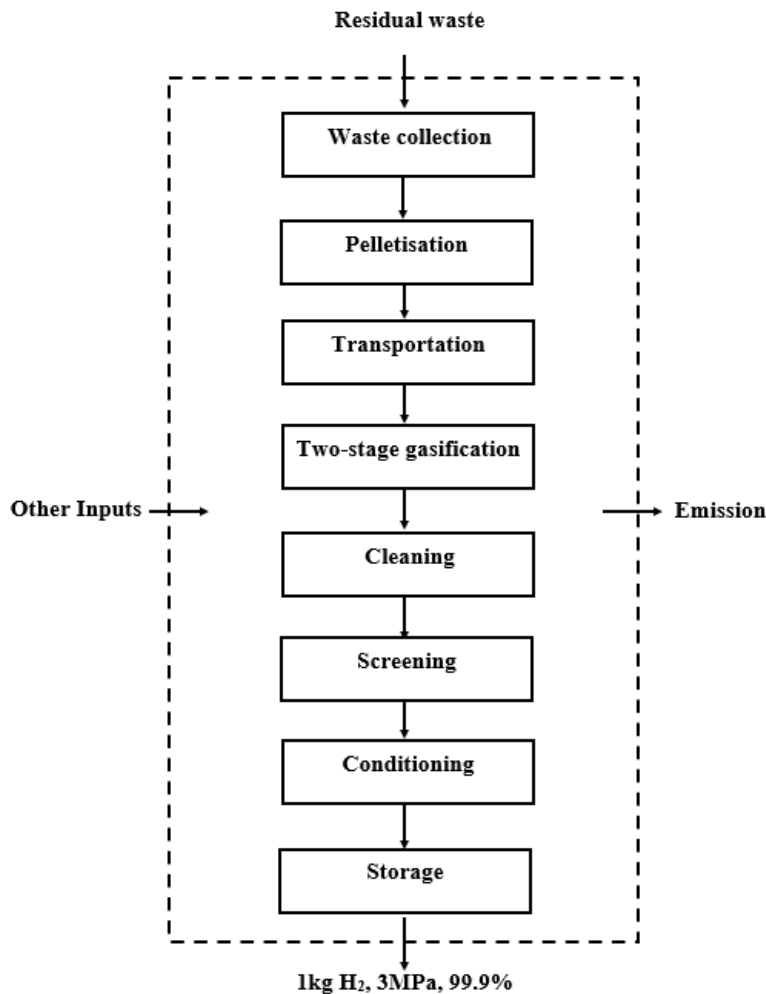 Residual waste
Waste collection
Pelletisation
Transportation
Two-stage gasification
Other Inputs
Emission
Cleaning
Screening
Conditioning
Storage
1kg H₂, 3MPa, 99.9%